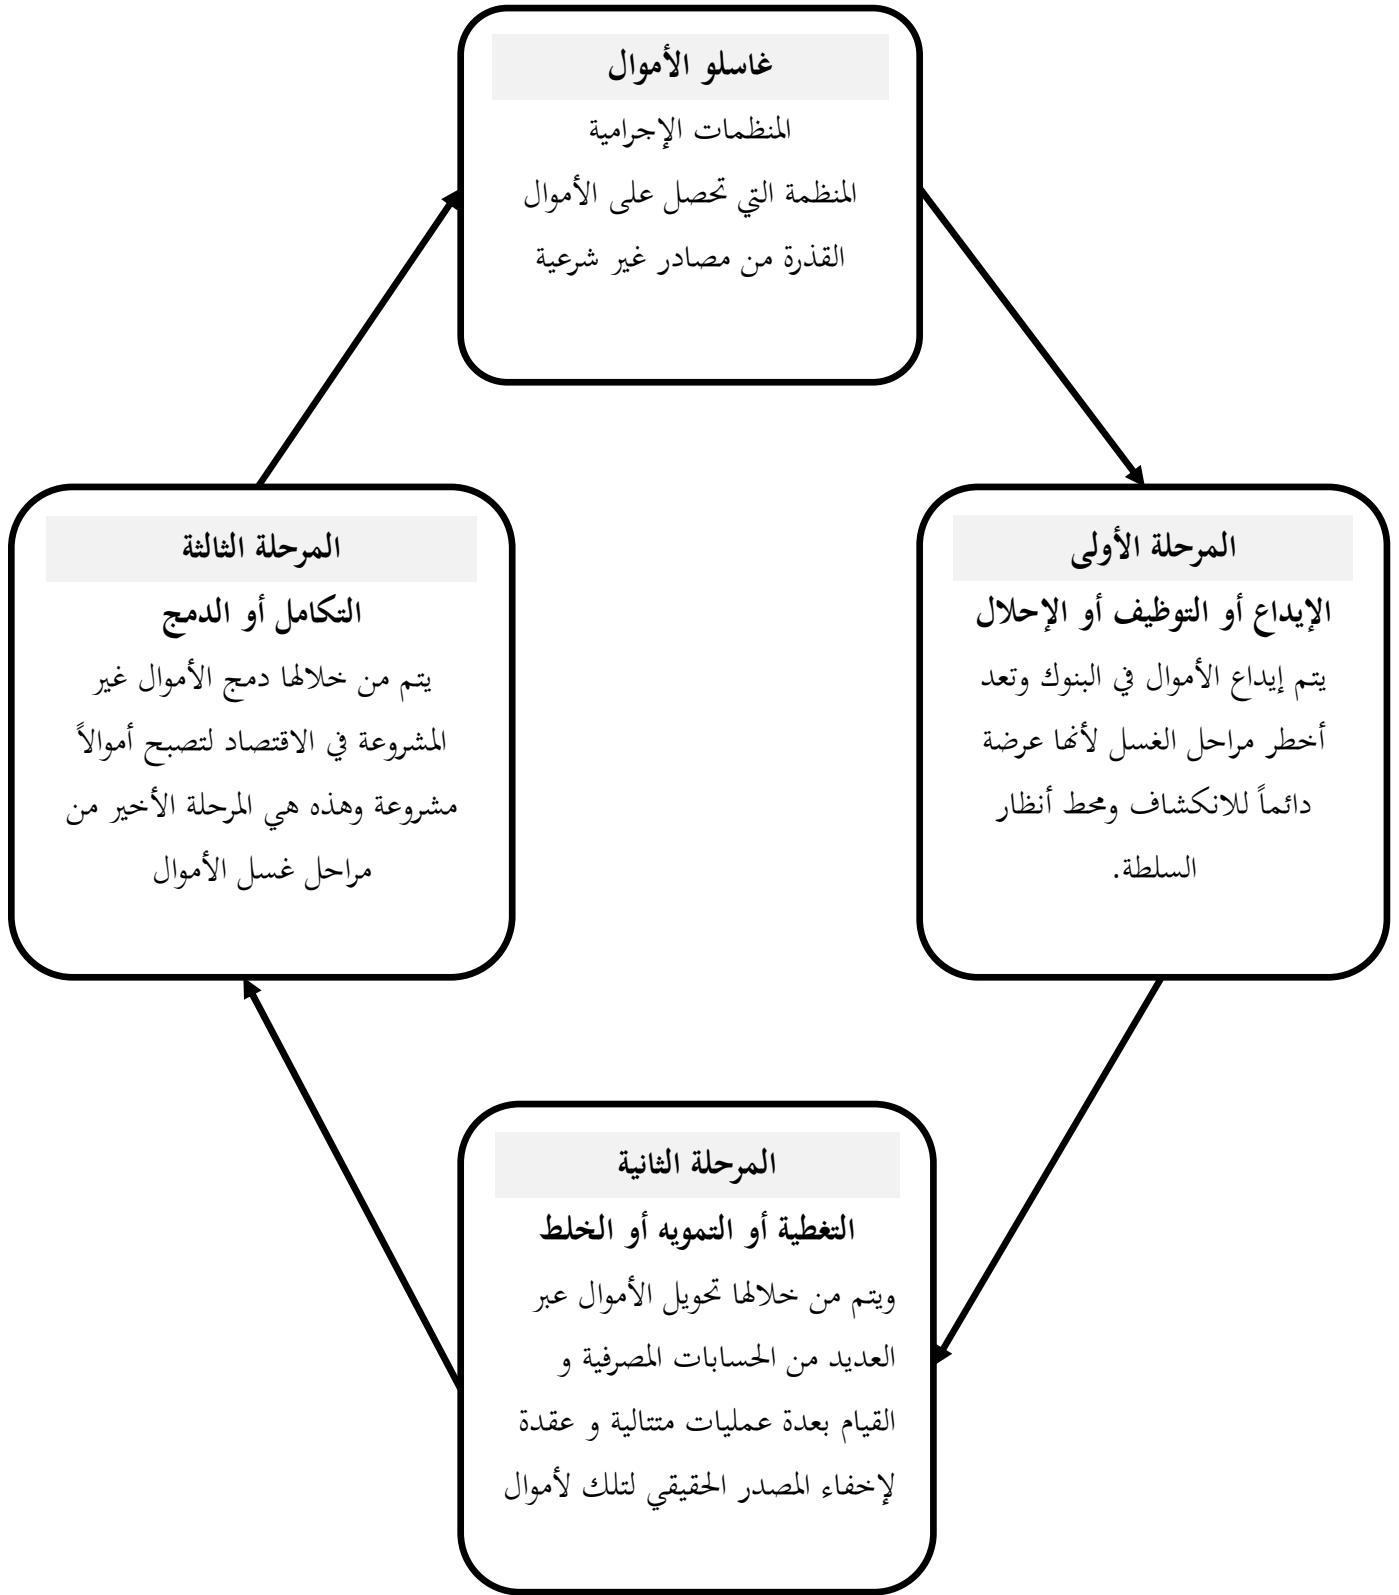 غاسلو الأموال
المنظمات الإجرامية
المنظمة التي تحصل على الأموال
القذرة من مصادر غير شرعية
المرحلة الأولى
الإيداع أو التوظيف أو الإحلال
يتم إيداع الأموال في البنوك وتعد
أخطر مراحل الغسل لأنها عرضة
دائماً للانكشاف ومحط أنظار
السلطة.
المرحلة الثانية
التغطية أو التمويه أو الخلط
ويتم من خلالها تحويل الأموال عبر
العديد من الحسابات المصرفية و
القيام بعدة عمليات متتالية و عقدة
لإخفاء المصدر الحقيقي لتلك لأموال
المرحلة الثالثة
التكامل أو الدمج
يتم من خلالها دمج الأموال غير
المشروعة في الاقتصاد لتصبح أموالاً
مشروعة وهذه هي المرحلة الأخير من
مراحل غسل الأموال